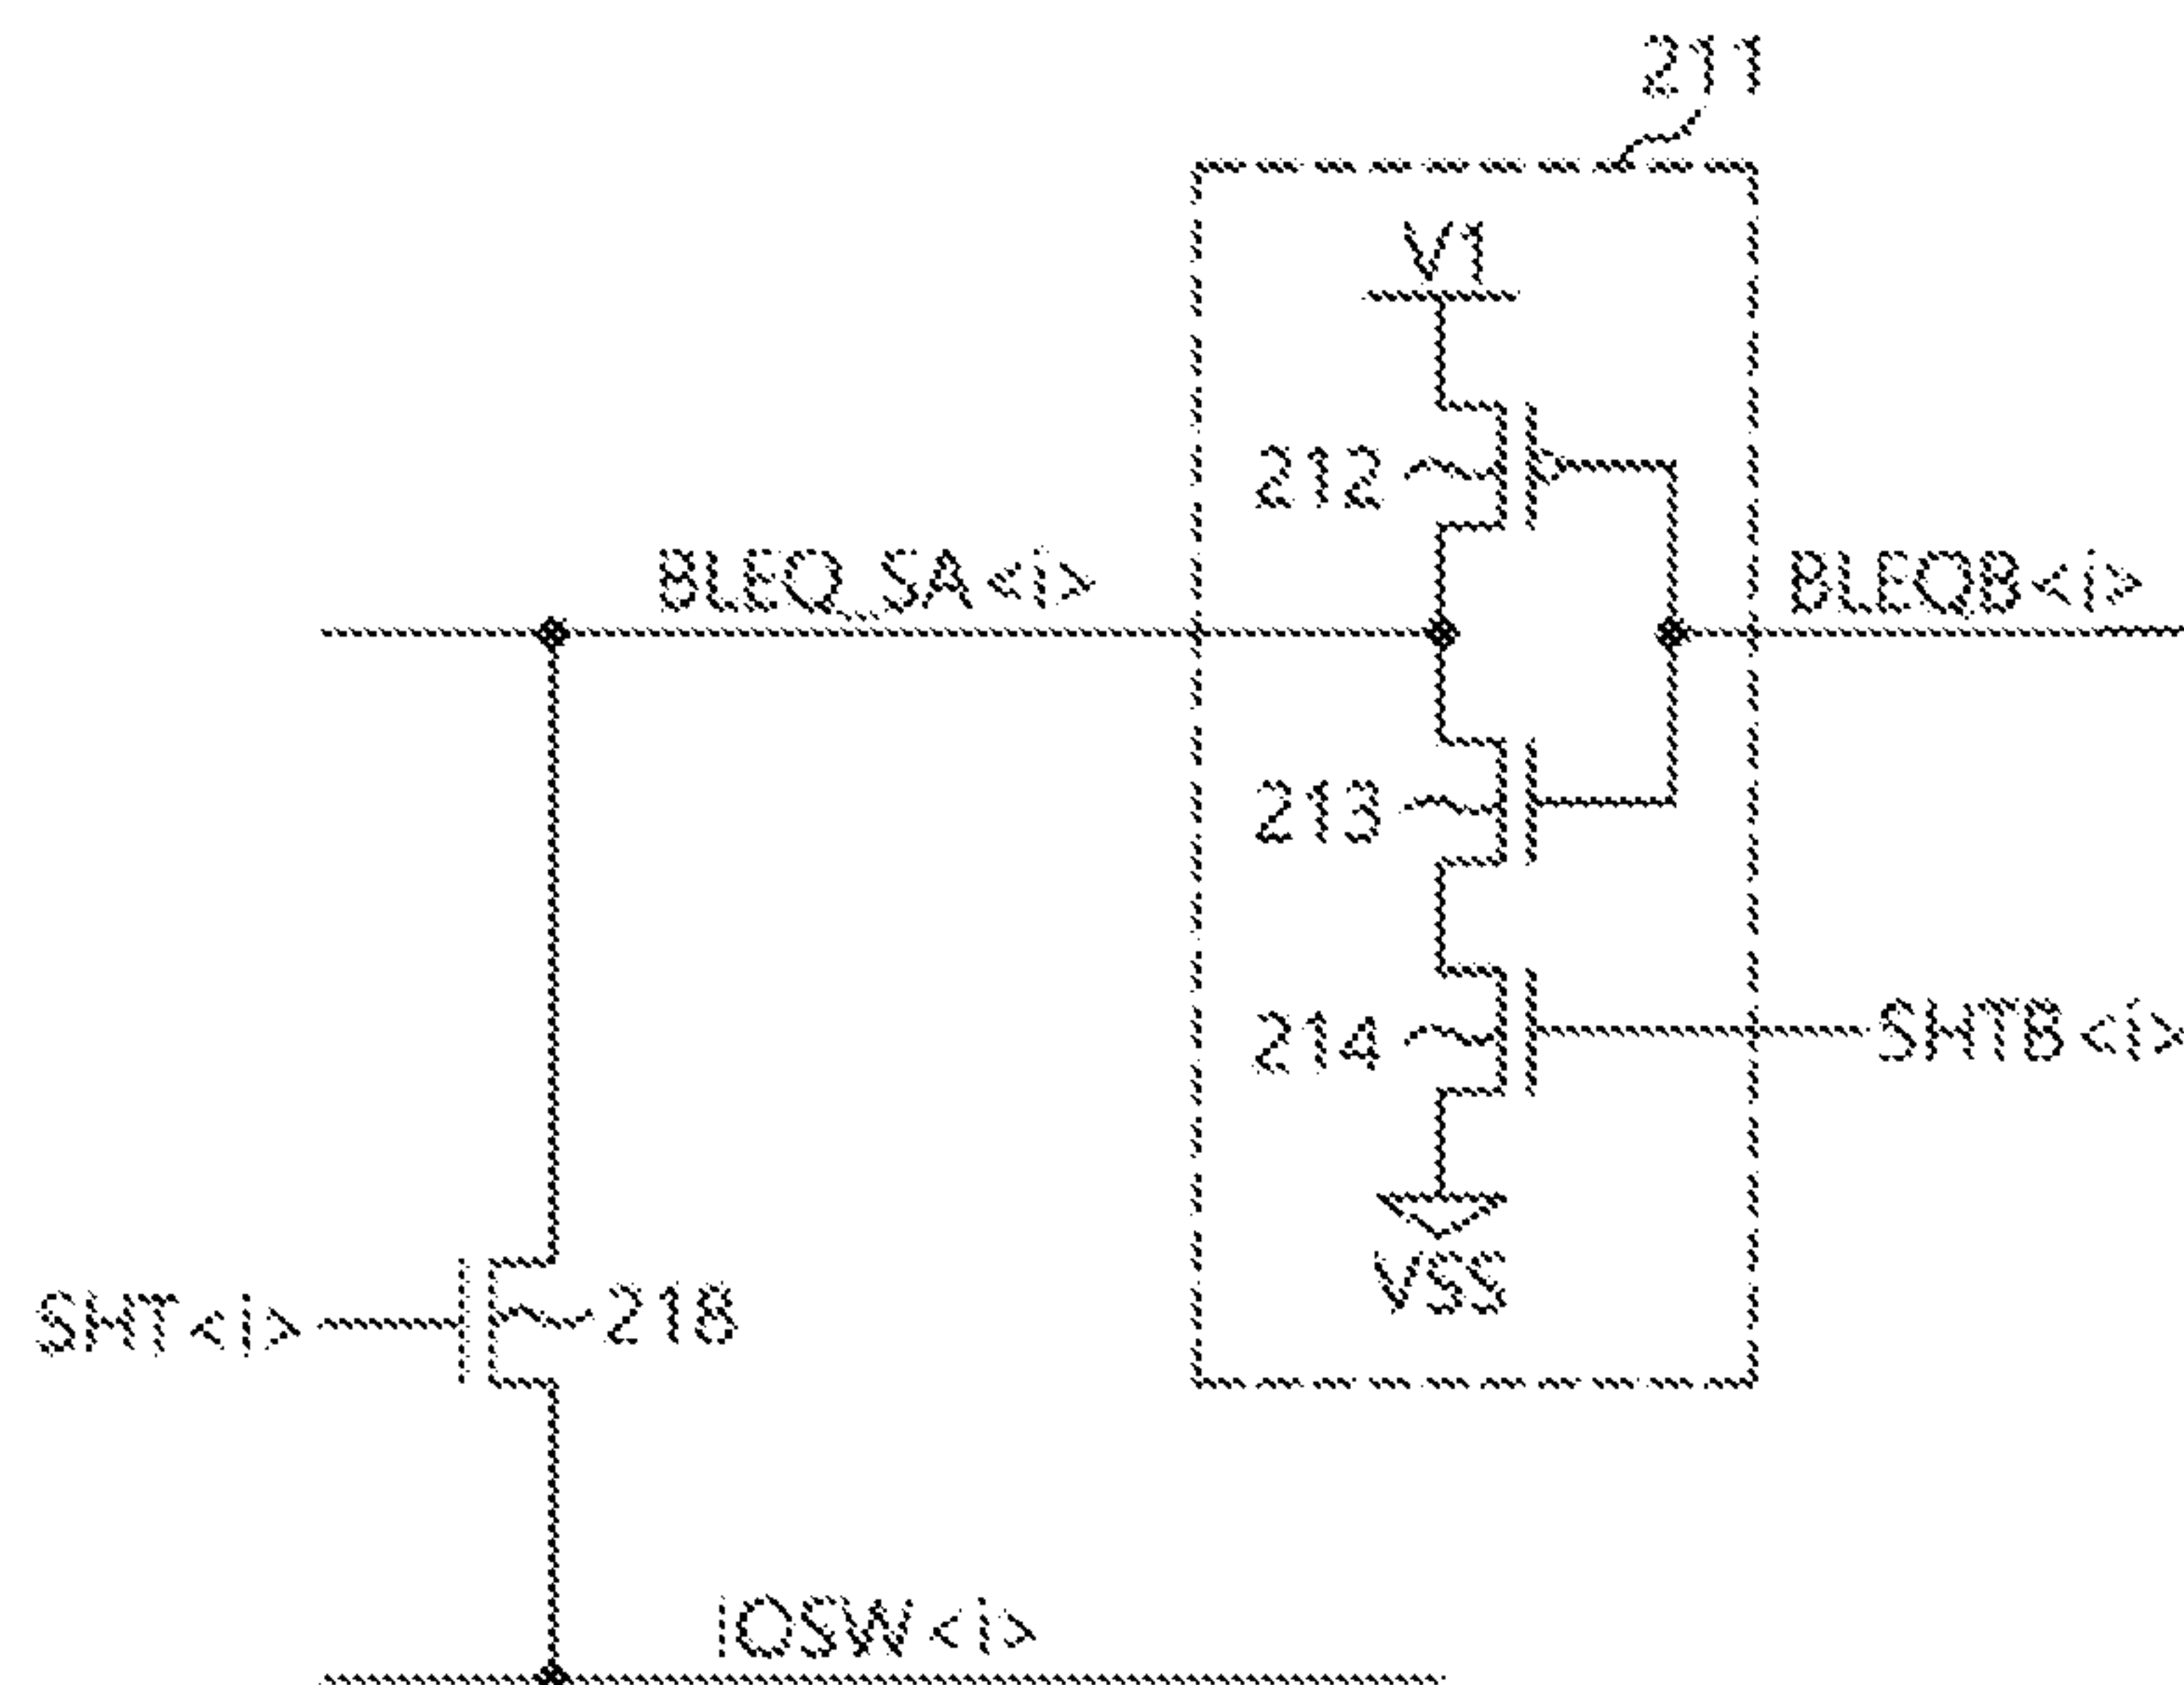 211
V1
212
BLEQ_SA<i>
BLEQB<i>
213
214
SHTB<i>
VSS
SHT<i>
218
IOSW<i>